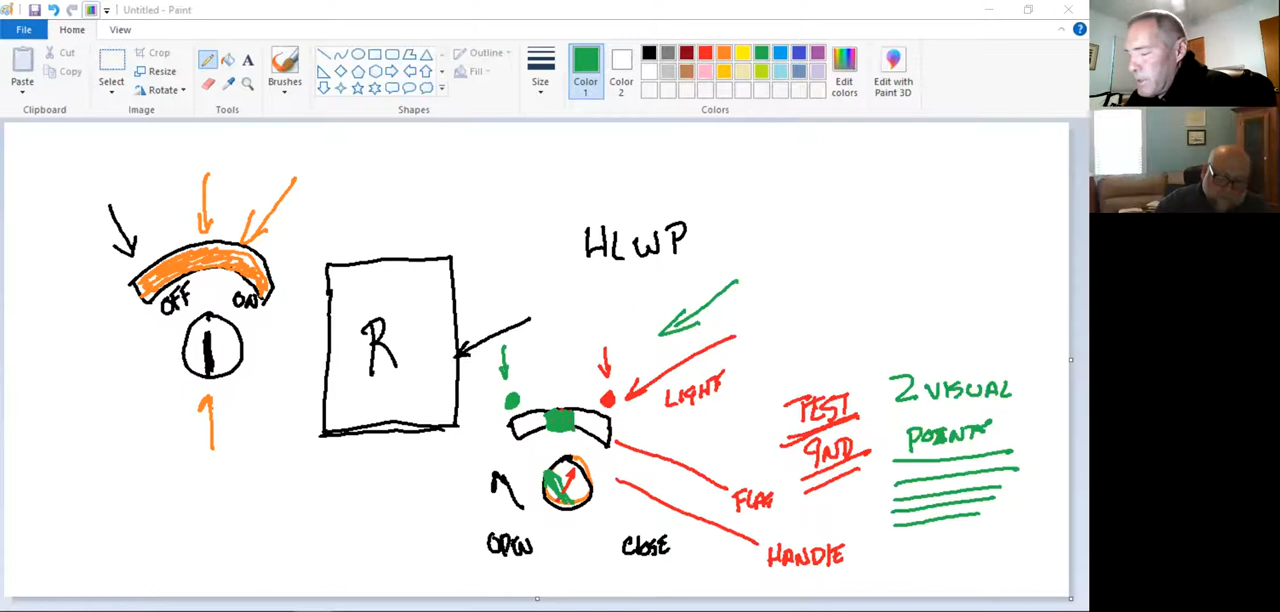 Untitled - Paint
File
Home
View
Paste
Cut
Copy
Clipboard
Select
Crop
Resize
Rotate
Image
A
Tools
Brushes
Outline
Fill
Shapes
Size
Color 1
Color 2
Edit colors
Colors
Edit with Paint 3D
HLWP
OFF
ON
R
LIGHT
TEST
GND
2 VISUAL
POINTS
FLAG
OPEN
CLOSE
HANDLE